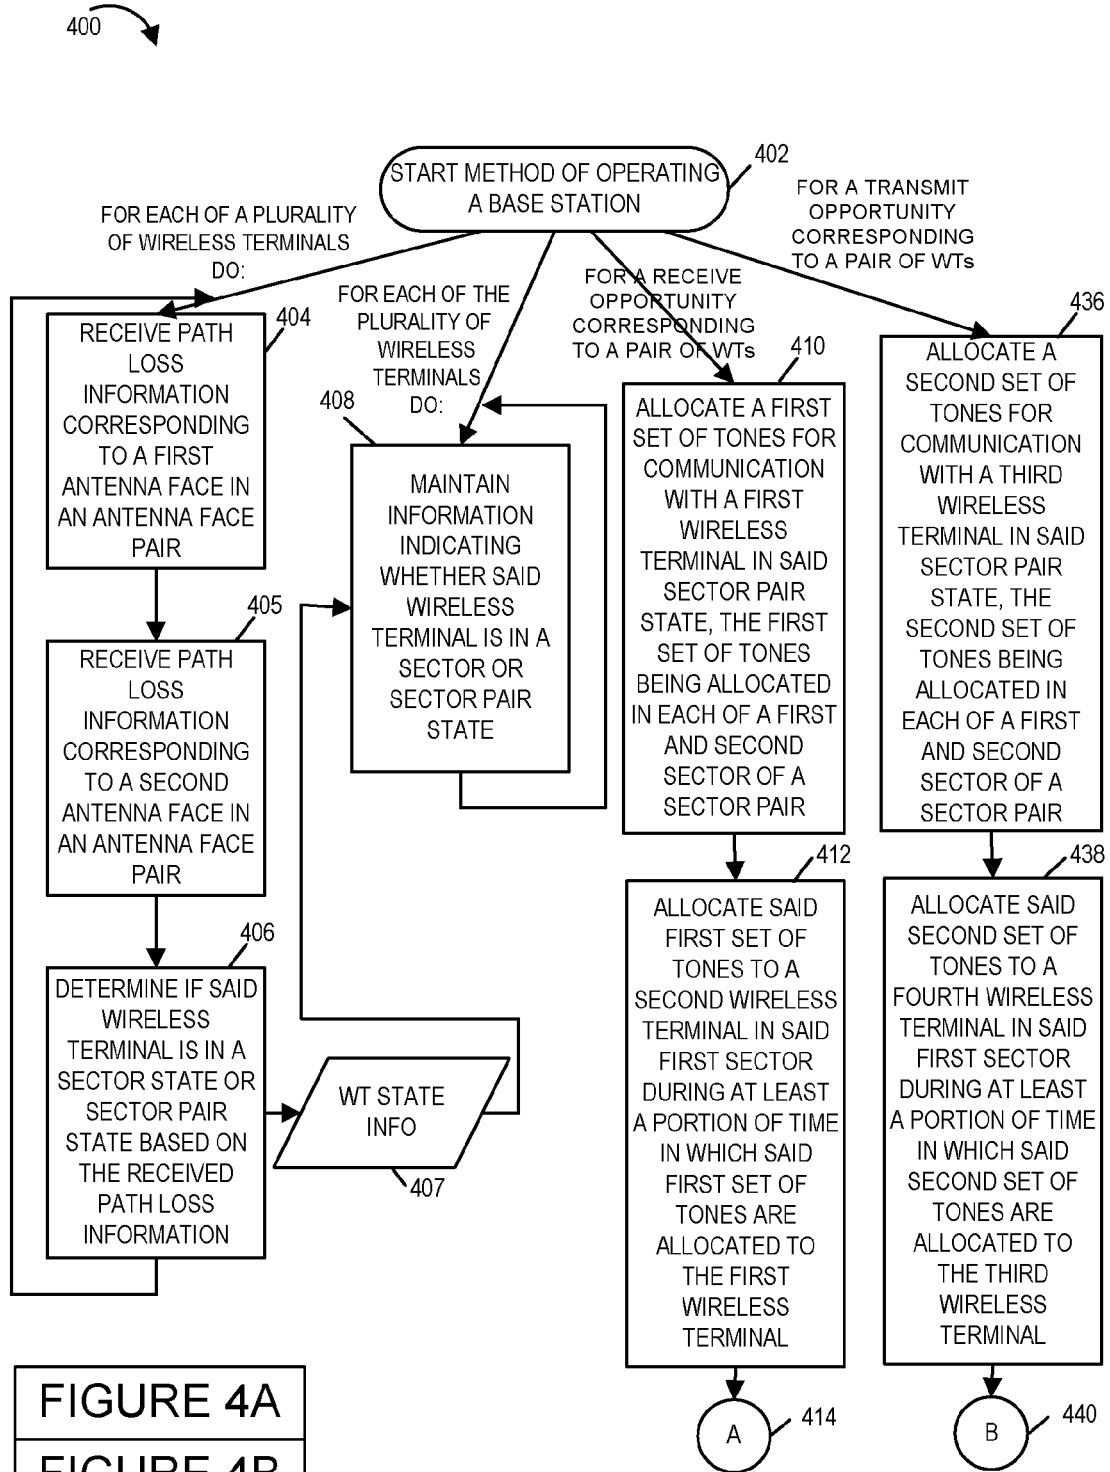 400
START METHOD OF OPERATING
A BASE STATION
402
FOR EACH OF A PLURALITY
OF WIRELESS TERMINALS
DO:
FOR EACH OF THE
PLURALITY OF
WIRELESS
TERMINALS
DO:
FOR A RECEIVE
OPPORTUNITY
CORRESPONDING
TO A PAIR OF WTs
FOR A TRANSMIT
OPPORTUNITY
CORRESPONDING
TO A PAIR OF WTs
404
RECEIVE PATH
LOSS
INFORMATION
CORRESPONDING
TO A FIRST
ANTENNA FACE IN
AN ANTENNA FACE
PAIR
405
RECEIVE PATH
LOSS
INFORMATION
CORRESPONDING
TO A SECOND
ANTENNA FACE IN
AN ANTENNA FACE
PAIR
406
DETERMINE IF SAID
WIRELESS
TERMINAL IS IN A
SECTOR STATE OR
SECTOR PAIR
STATE BASED ON
THE RECEIVED
PATH LOSS
INFORMATION
WT STATE
INFO
407
408
MAINTAIN
INFORMATION
INDICATING
WHETHER SAID
WIRELESS
TERMINAL IS IN A
SECTOR OR
SECTOR PAIR
STATE
410
ALLOCATE A FIRST
SET OF TONES FOR
COMMUNICATION
WITH A FIRST
WIRELESS
TERMINAL IN SAID
SECTOR PAIR
STATE, THE FIRST
SET OF TONES
BEING ALLOCATED
IN EACH OF A FIRST
AND SECOND
SECTOR OF A
SECTOR PAIR
412
ALLOCATE SAID
FIRST SET OF
TONES TO A
SECOND WIRELESS
TERMINAL IN SAID
FIRST SECTOR
DURING AT LEAST
A PORTION OF TIME
IN WHICH SAID
FIRST SET OF
TONES ARE
ALLOCATED TO
THE FIRST
WIRELESS
TERMINAL
A
414
436
ALLOCATE A
SECOND SET OF
TONES FOR
COMMUNICATION
WITH A THIRD
WIRELESS
TERMINAL IN SAID
SECTOR PAIR
STATE, THE
SECOND SET OF
TONES BEING
ALLOCATED IN
EACH OF A FIRST
AND SECOND
SECTOR OF A
SECTOR PAIR
438
ALLOCATE SAID
SECOND SET OF
TONES TO A
FOURTH WIRELESS
TERMINAL IN SAID
FIRST SECTOR
DURING AT LEAST
A PORTION OF TIME
IN WHICH SAID
SECOND SET OF
TONES ARE
ALLOCATED TO
THE THIRD
WIRELESS
TERMINAL
B
440
FIGURE 4A
FIGURE 4B